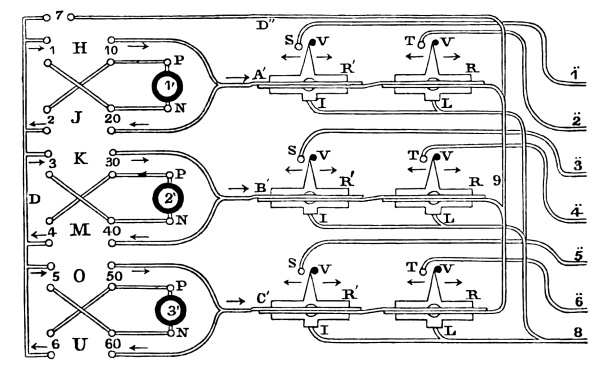 7 D″
S V T V
1 H 10 P
A′ R′ R
1′ 1̈
2 J 20 N I L 2̈
3 K 30 P S V T V 3̈
D 2′ B′ R′ R 9
4 M 40 N I L 4̈
5 O 50 P S V T V 5̈
3′ C′ R′ R 6̈
6 U 60 N I L 8